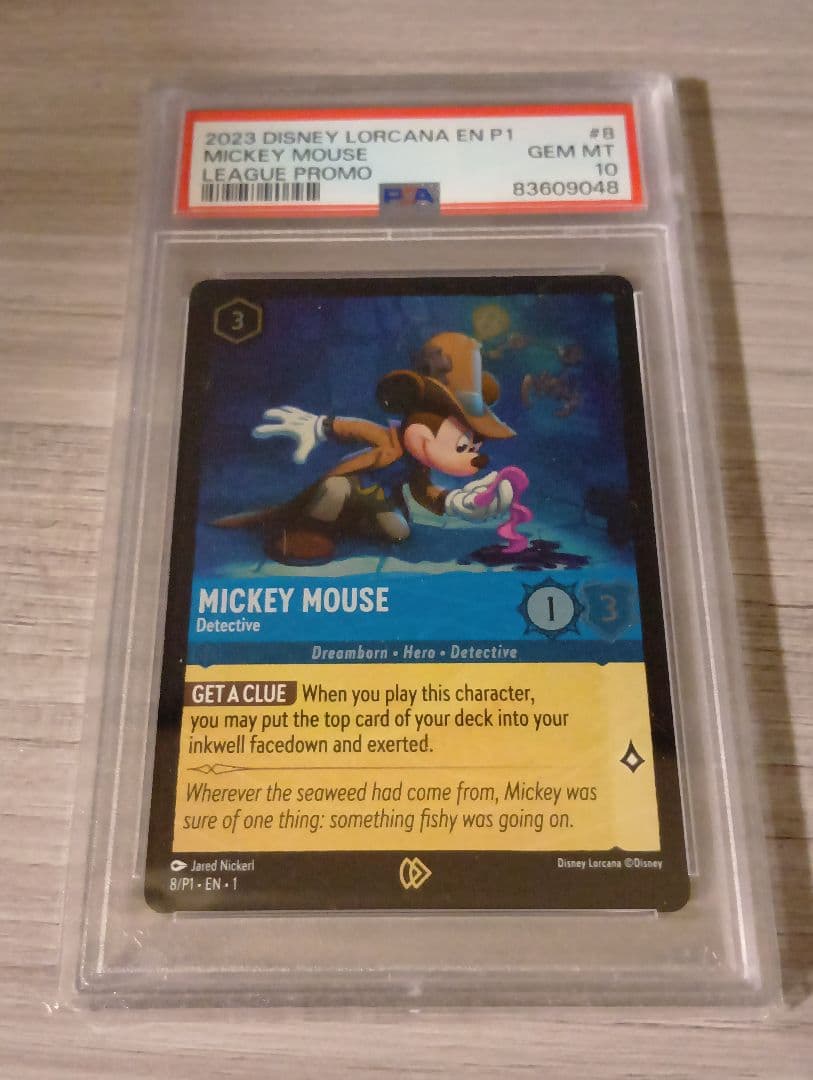 2023 DISNEY LORCANA EN P1 #8
MICKEY MOUSE GEM MT
LEAGUE PROMO 10
PSA 83609048
3
MICKEY MOUSE 1 3
Detective
Dreamborn • Hero • Detective
GET A CLUE When you play this character,
you may put the top card of your deck into your
inkwell facedown and exerted.
Wherever the seaweed had come from, Mickey was
sure of one thing: something fishy was going on.
Jared Nickerl Disney Lorcana ©Disney
8/P1 • EN • 1